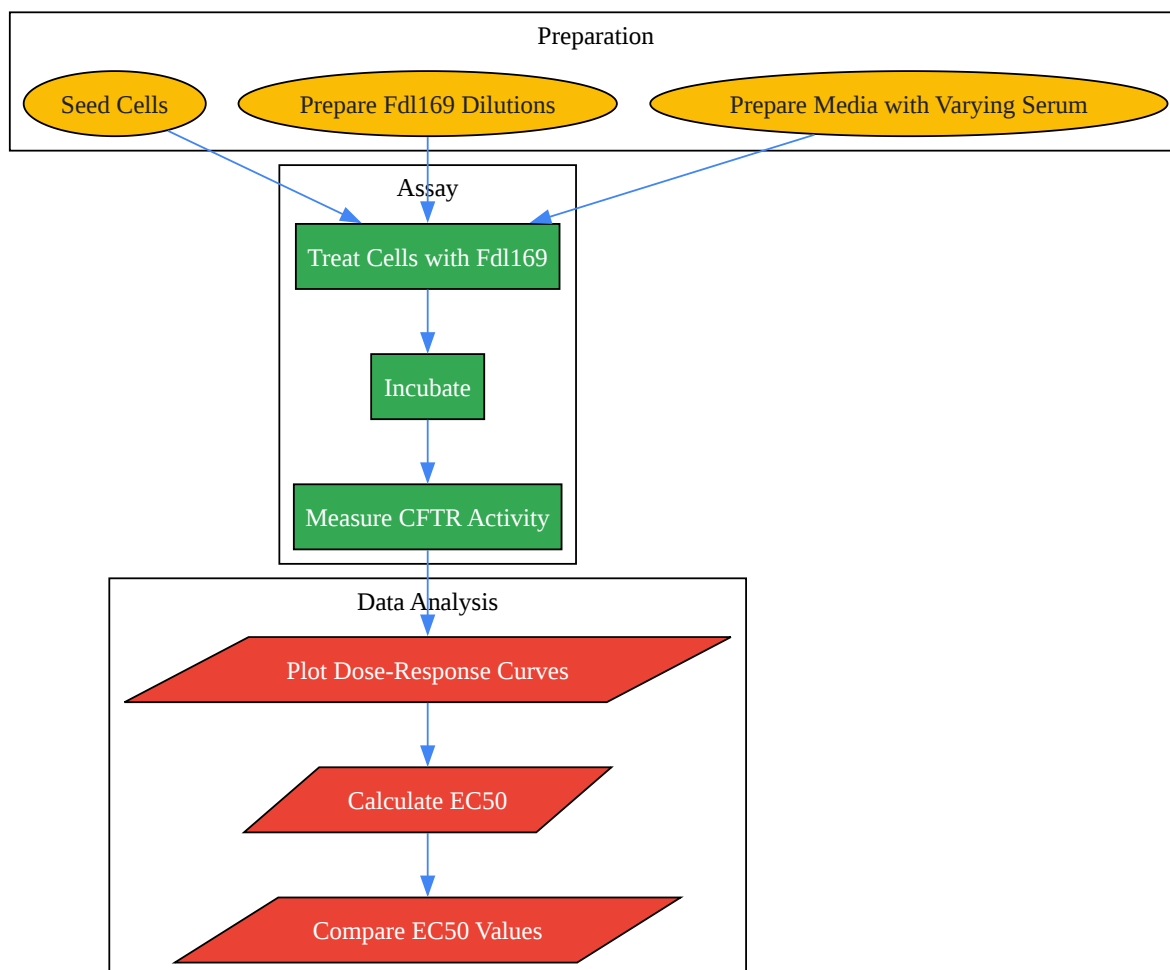 Preparation
Seed Cells
Prepare Fdl169 Dilutions
Prepare Media with Varying Serum
Assay
Treat Cells with Fdl169
Incubate
Measure CFTR Activity
Data Analysis
Plot Dose-Response Curves
Calculate EC50
Compare EC50 Values